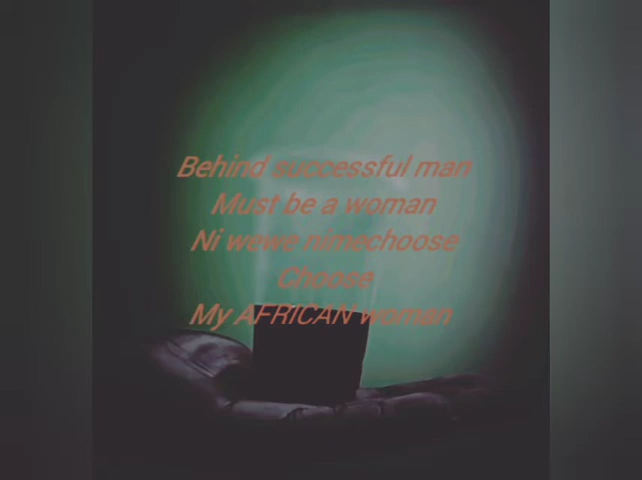 Behind successful man
Must be a woman
Ni wewe nimechoose
Choose
My AFRICAN woman